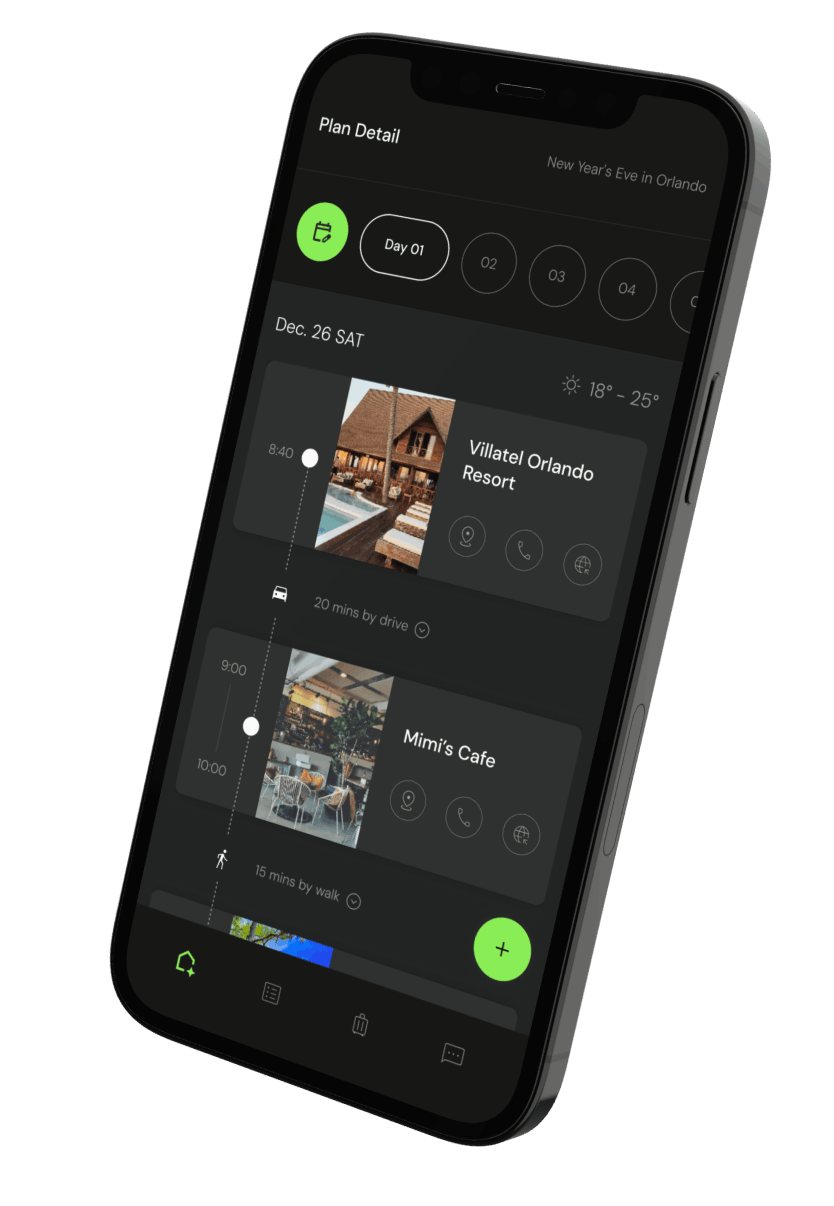 Plan Detail
New Year's Eve in Orlando
Day 01
02
03
04
Dec. 26 SAT
18° - 25°
8:40
Villatel Orlando
Resort
20 mins by drive
9:00
Mimi's Cafe
10:00
15 mins by walk